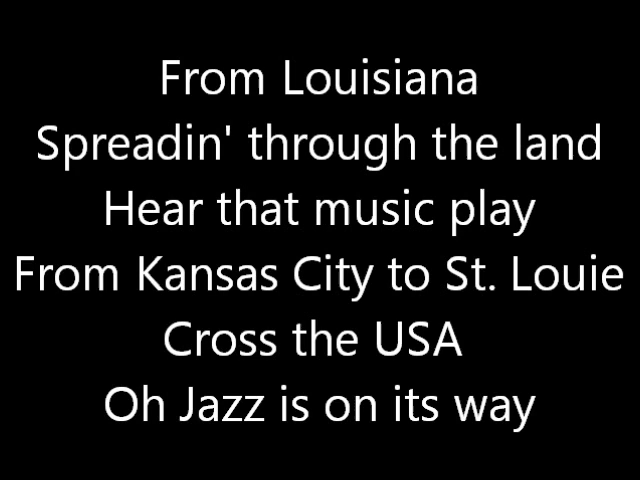 From Louisiana
Spreadin' through the land
Hear that music play
From Kansas City to St. Louie
Cross the USA
Oh Jazz is on its way